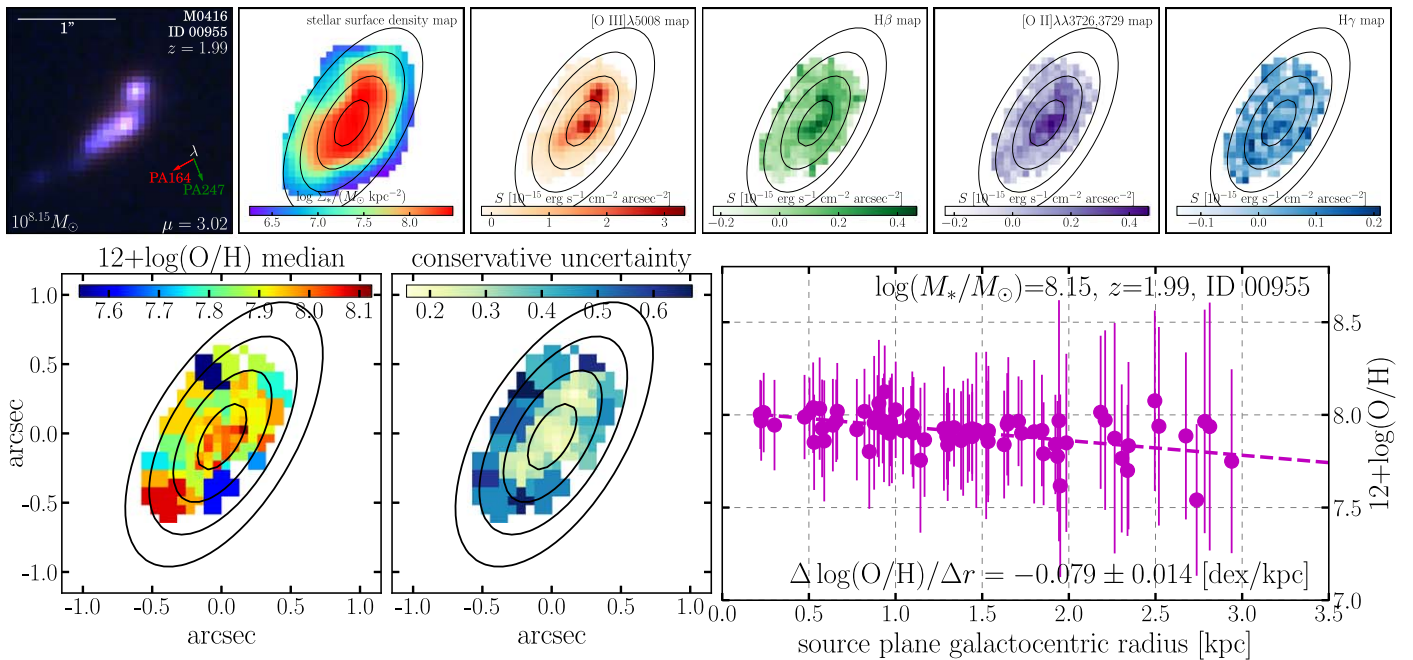 1”
M0416
ID 00955
z = 1.99
λ
PA164
PA247
10^8.15 M⊙
μ = 3.02
stellar surface density map
log Σ*/(M⊙ kpc−2)
6.5 7.0 7.5 8.0
[O III]λ5008 map
S [10−15 erg s−1 cm−2 arcsec−2]
0 1 2 3
Hβ map
S [10−15 erg s−1 cm−2 arcsec−2]
−0.2 0.0 0.2 0.4
[O II]λλ3726,3729 map
S [10−15 erg s−1 cm−2 arcsec−2]
−0.2 0.0 0.2 0.4
Hγ map
S [10−15 erg s−1 cm−2 arcsec−2]
−0.1 0.0 0.1 0.2
12+log(O/H) median
7.6 7.7 7.8 7.9 8.0 8.1
1.0
0.5
0.0
-0.5
-1.0
arcsec
-1.0 -0.5 0.0 0.5 1.0
arcsec
conservative uncertainty
0.2 0.3 0.4 0.5 0.6
-1.0 -0.5 0.0 0.5 1.0
arcsec
log(M*/M⊙)=8.15, z=1.99, ID 00955
8.5
8.0
7.5
7.0
12+log(O/H)
Δ log(O/H)/Δr = −0.079 ± 0.014 [dex/kpc]
0.0 0.5 1.0 1.5 2.0 2.5 3.0 3.5
source plane galactocentric radius [kpc]